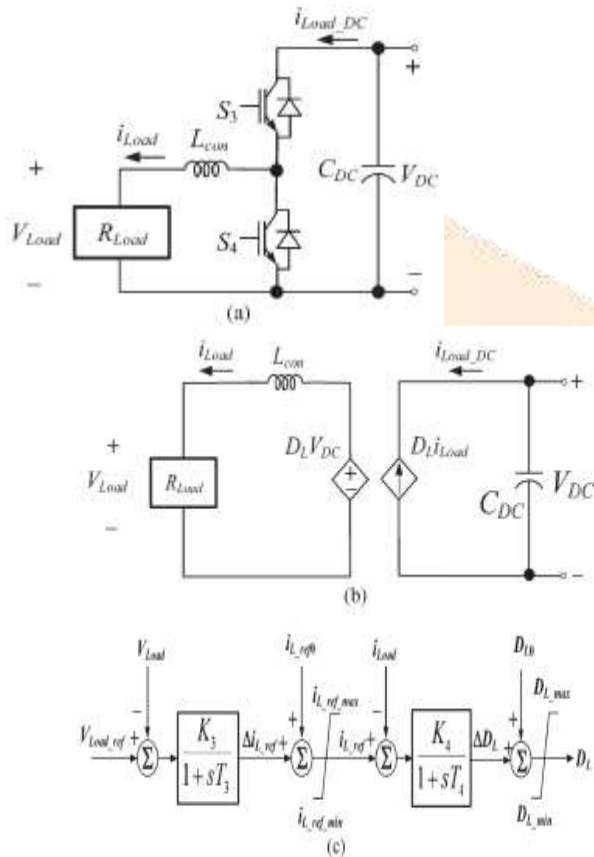 i_Load_DC
+
S_3
i_Load
L_con
+
C_DC
V_DC
V_Load
R_Load
S_4
−
−
(a)
i_Load
L_con
i_Load_DC
+
+
V_Load
R_Load
D_L V_DC
+
−
D_L i_Load
C_DC
V_DC
−
−
(b)
V_Load
i_L_ref0
i_Load
D_L0
−
+
i_L_ref_max
−
+
D_L_max
V_Load_ref
+
Σ
K_3
1+sT_3
Δi_L_ref
+
Σ
i_L_ref
+
Σ
K_4
1+sT_4
ΔD_L
+
Σ
D_L
i_L_ref_min
D_L_min
(c)